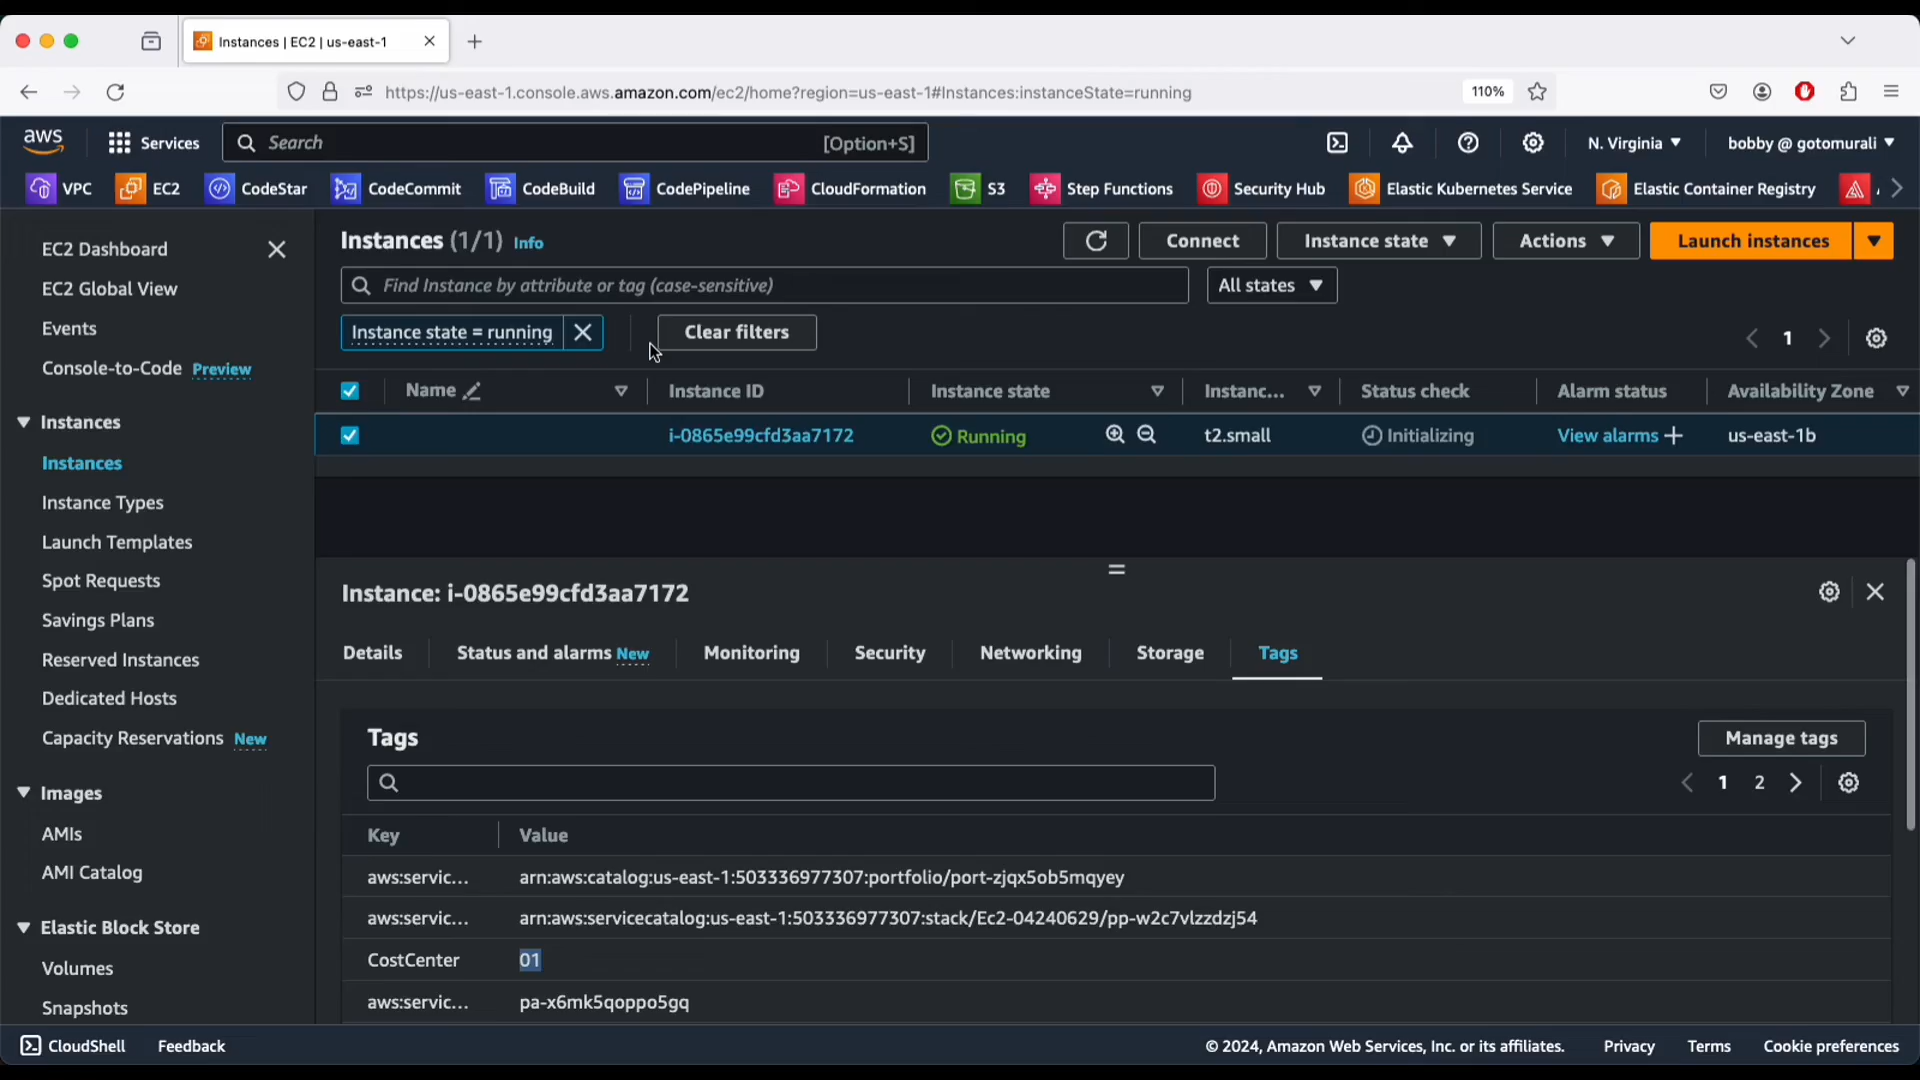 Instances | EC2 | us-east-1
https://us-east-1.console.aws.amazon.com/ec2/home?region=us-east-1#Instances:instanceState=running
110%
aws
Services
Search
[Option+S]
N. Virginia
bobby @ gotomurali
VPC
EC2
CodeStar
CodeCommit
CodeBuild
CodePipeline
CloudFormation
S3
Step Functions
Security Hub
Elastic Kubernetes Service
Elastic Container Registry
EC2 Dashboard
EC2 Global View
Events
Console-to-Code Preview
Instances
Instances
Instance Types
Launch Templates
Spot Requests
Savings Plans
Reserved Instances
Dedicated Hosts
Capacity Reservations New
Images
AMIs
AMI Catalog
Elastic Block Store
Volumes
Snapshots
Instances (1/1) Info
Connect
Instance state
Actions
Launch instances
Find Instance by attribute or tag (case-sensitive)
All states
Instance state = running
Clear filters
1
Name Instance ID Instance state Instanc... Status check Alarm status Availability Zone
i-0865e99cfd3aa7172 Running t2.small Initializing View alarms us-east-1b
Instance: i-0865e99cfd3aa7172
Details Status and alarms New Monitoring Security Networking Storage Tags
Tags
Manage tags
1 2
Key Value
aws:servic... arn:aws:catalog:us-east-1:503336977307:portfolio/port-zjqx5ob5mqyey
aws:servic... arn:aws:servicecatalog:us-east-1:503336977307:stack/Ec2-04240629/pp-w2c7vlzzdzj54
CostCenter 01
aws:servic... pa-x6mk5qoppo5gq
CloudShell Feedback
© 2024, Amazon Web Services, Inc. or its affiliates. Privacy Terms Cookie preferences